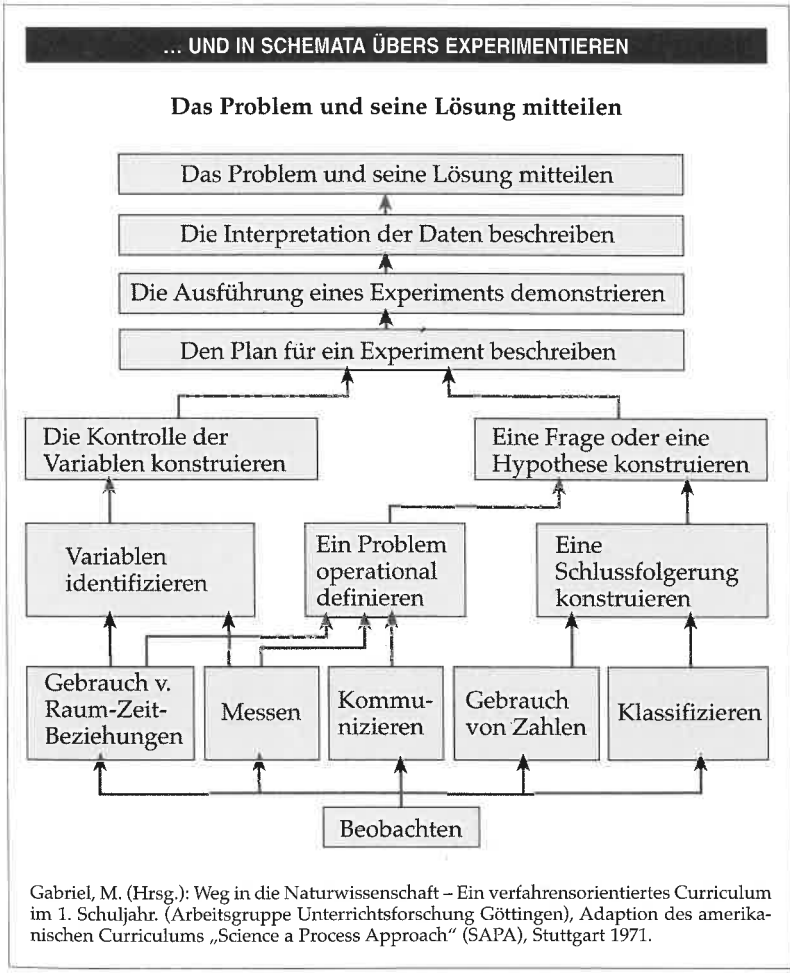 ... UND IN SCHEMATA ÜBERS EXPERIMENTIEREN
Das Problem und seine Lösung mitteilen
Das Problem und seine Lösung mitteilen
Die Interpretation der Daten beschreiben
Die Ausführung eines Experiments demonstrieren
Den Plan für ein Experiment beschreiben
Die Kontrolle der
Variablen konstruieren
Eine Frage oder eine
Hypothese konstruieren
Variablen
identifizieren
Ein Problem
operational
definieren
Eine
Schlussfolgerung
konstruieren
Gebrauch v.
Raum-Zeit-
Beziehungen
Messen
Kommu-
nizieren
Gebrauch
von Zahlen
Klassifizieren
Beobachten
Gabriel, M. (Hrsg.): Weg in die Naturwissenschaft – Ein verfahrensorientiertes Curriculum
im 1. Schuljahr. (Arbeitsgruppe Unterrichtsforschung Göttingen), Adaption des amerika-
nischen Curriculums „Science a Process Approach“ (SAPA), Stuttgart 1971.